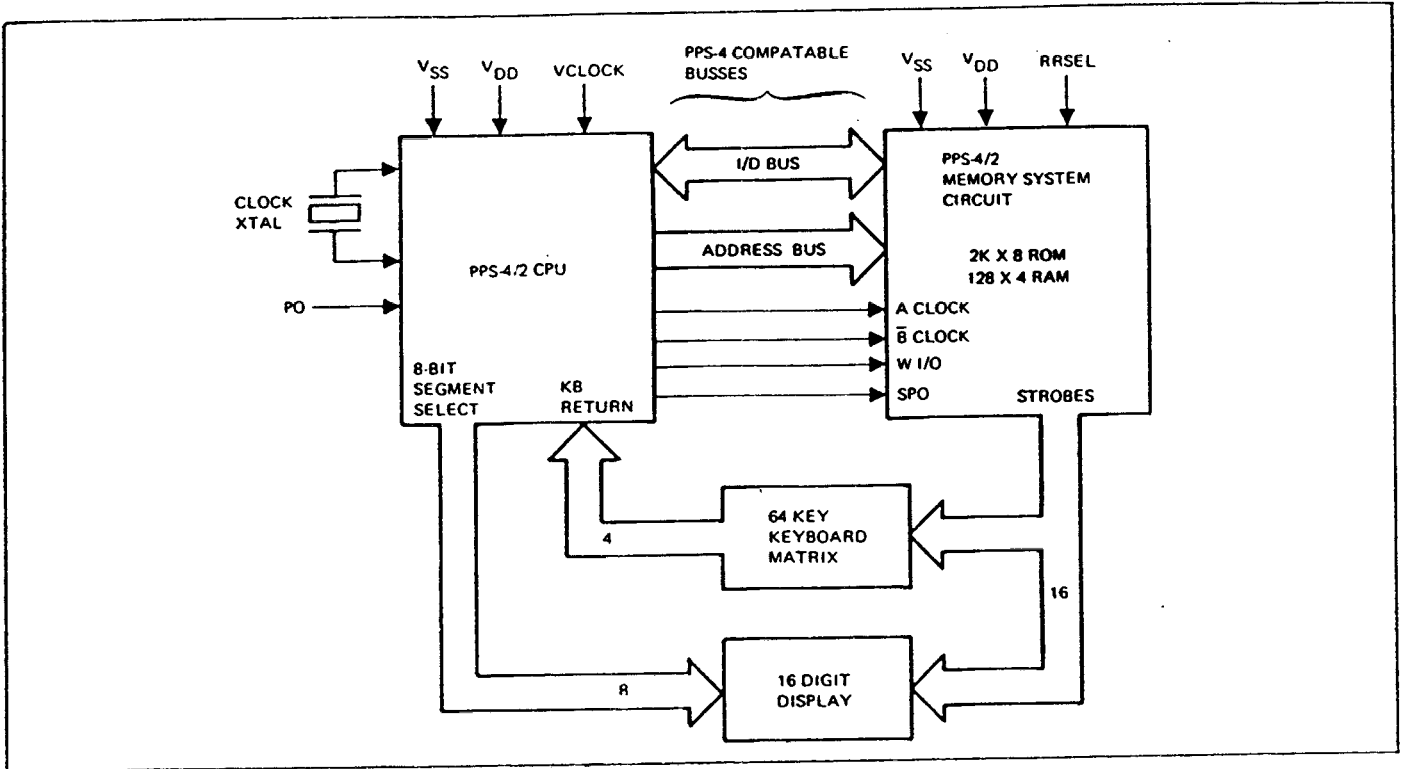 PPS-4 COMPATABLE
BUSSES
VSS
VDD
VCLOCK
VSS
VDD
RRSEL
CLOCK
XTAL
PO
PPS-4/2 CPU
8-BIT
SEGMENT
SELECT
KB
RETURN
I/D BUS
ADDRESS BUS
PPS-4/2
MEMORY SYSTEM
CIRCUIT
2K X 8 ROM
128 X 4 RAM
A CLOCK
B̅ CLOCK
W I/O
SPO
STROBES
4
64 KEY
KEYBOARD
MATRIX
16
8
16 DIGIT
DISPLAY